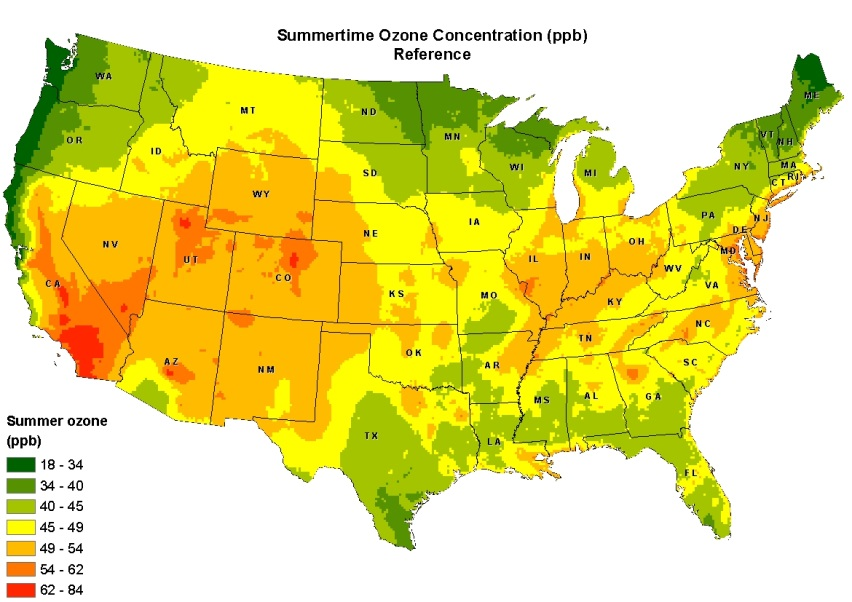 Summertime Ozone Concentration (ppb)
Reference
WA
MT
ND
ME
OR
MN
VT
NH
ID
WI
NY
MA
SD
MI
CT
RI
WY
PA
NE
IA
NJ
NV
OH
DE
UT
IL
IN
MD
CO
WV
CA
KS
MO
VA
KY
NC
OK
TN
AZ
AR
SC
NM
MS
AL
GA
TX
LA
FL
Summer ozone
(ppb)
18 - 34
34 - 40
40 - 45
45 - 49
49 - 54
54 - 62
62 - 84